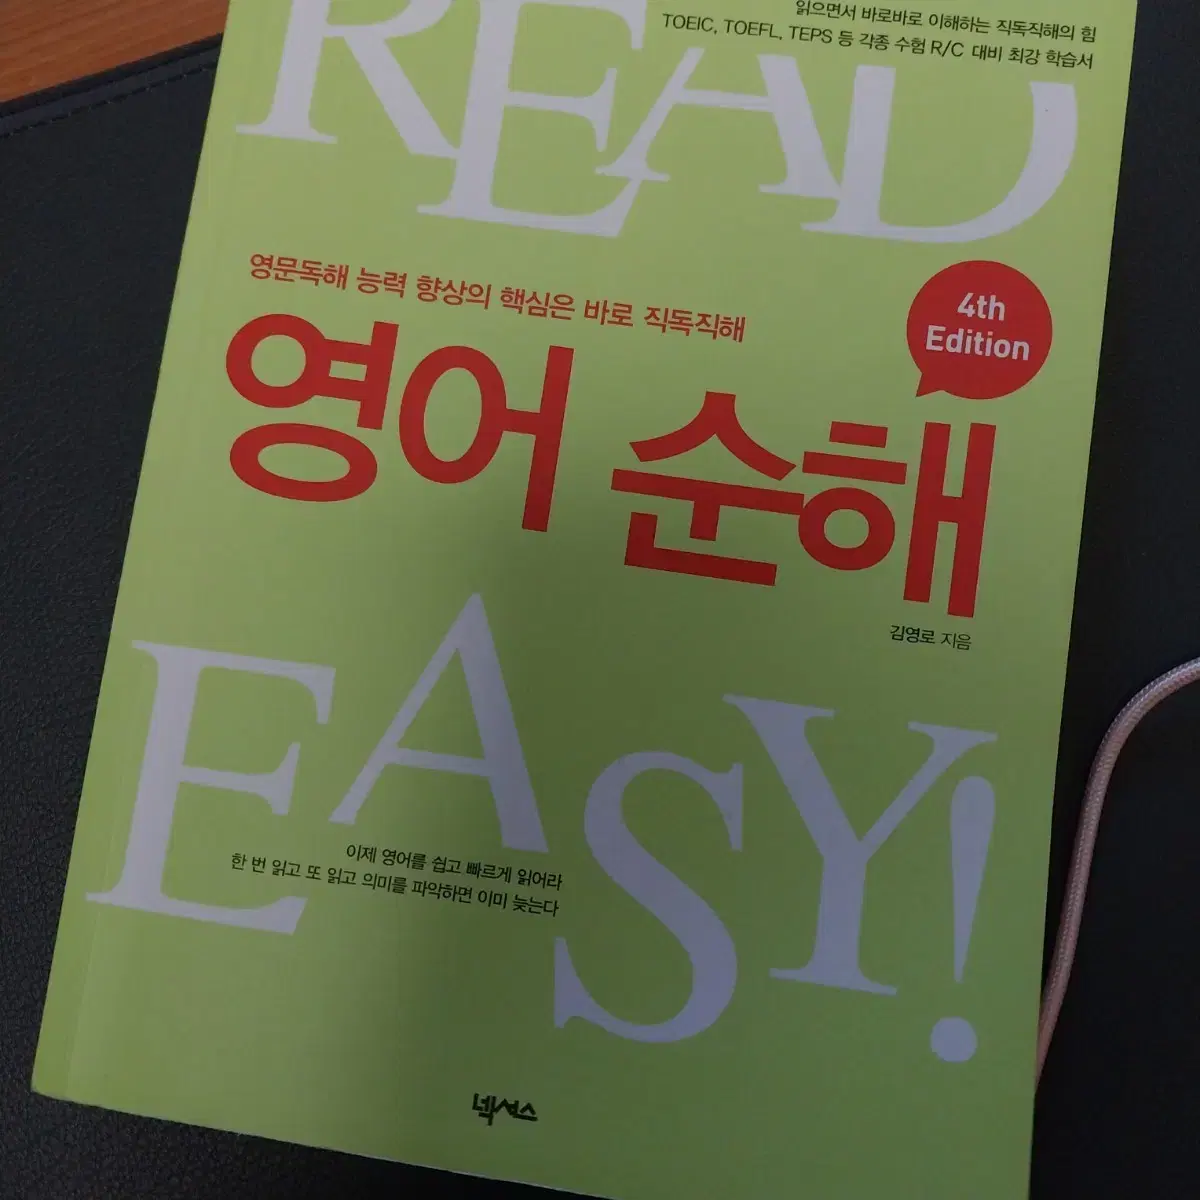 읽으면서 바로바로 이해하는 직독직해의 힘
TOEIC, TOEFL, TEPS 등 각종 수험 R/C 대비 최강 학습서
READ
영문독해 능력 향상의 핵심은 바로 직독직해
4th
Edition
영어 순해
김영로 지음
EASY!
이제 영어를 쉽고 빠르게 읽어라
한 번 읽고 또 읽고 의미를 파악하면 이미 늦는다
넥서스